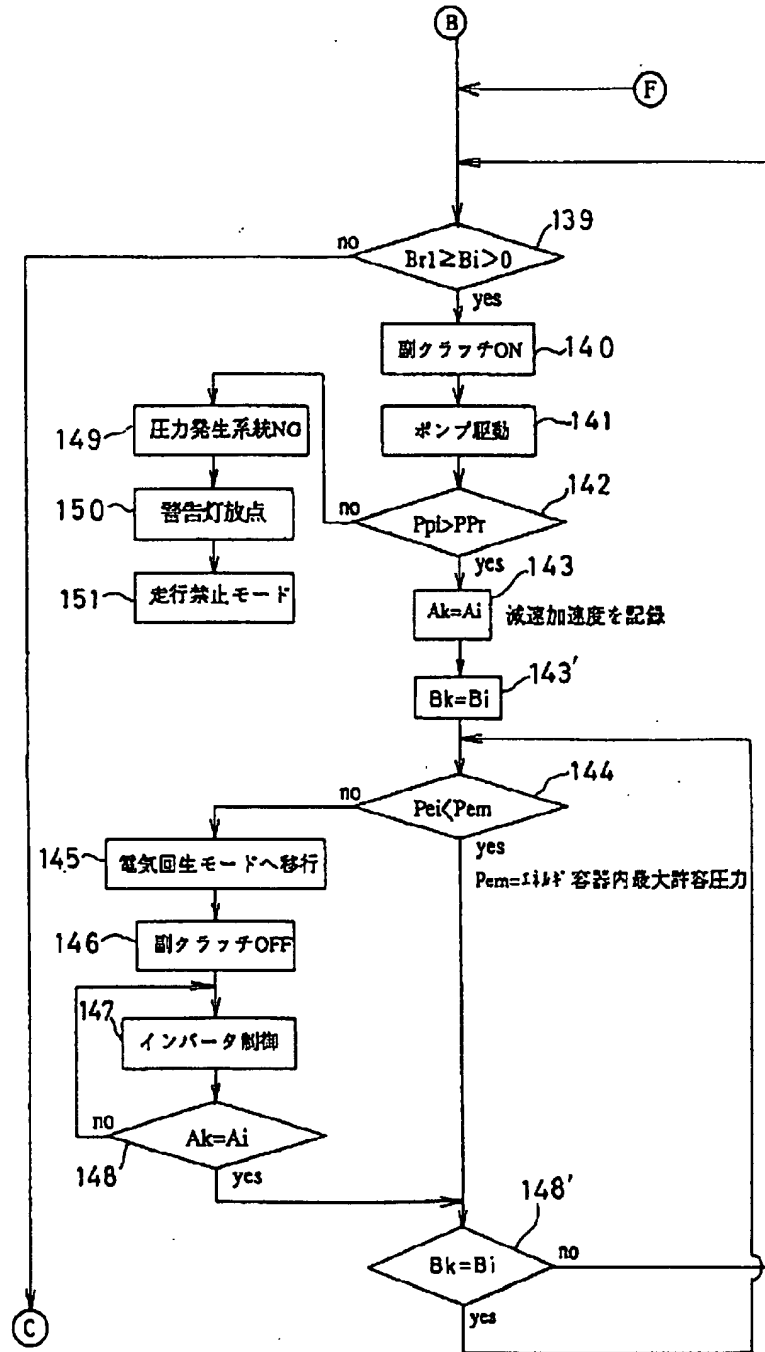 B
F
139
no
Br1≥Bi>0
yes
副クラッチON
140
149
圧力発生系統NG
ポンプ駆動
141
150
警告灯放点
no
Ppi>PPr
142
151
走行禁止モード
yes
143
Ak=Ai
減速加速度を記録
143'
Bk=Bi
144
no
Pei<Pem
145
電気回生モードへ移行
yes
Pem=ｴﾈﾙｷﾞ容器内最大許容圧力
146
副クラッチOFF
147
インバータ制御
no
Ak=Ai
148
yes
148'
Bk=Bi
no
yes
C